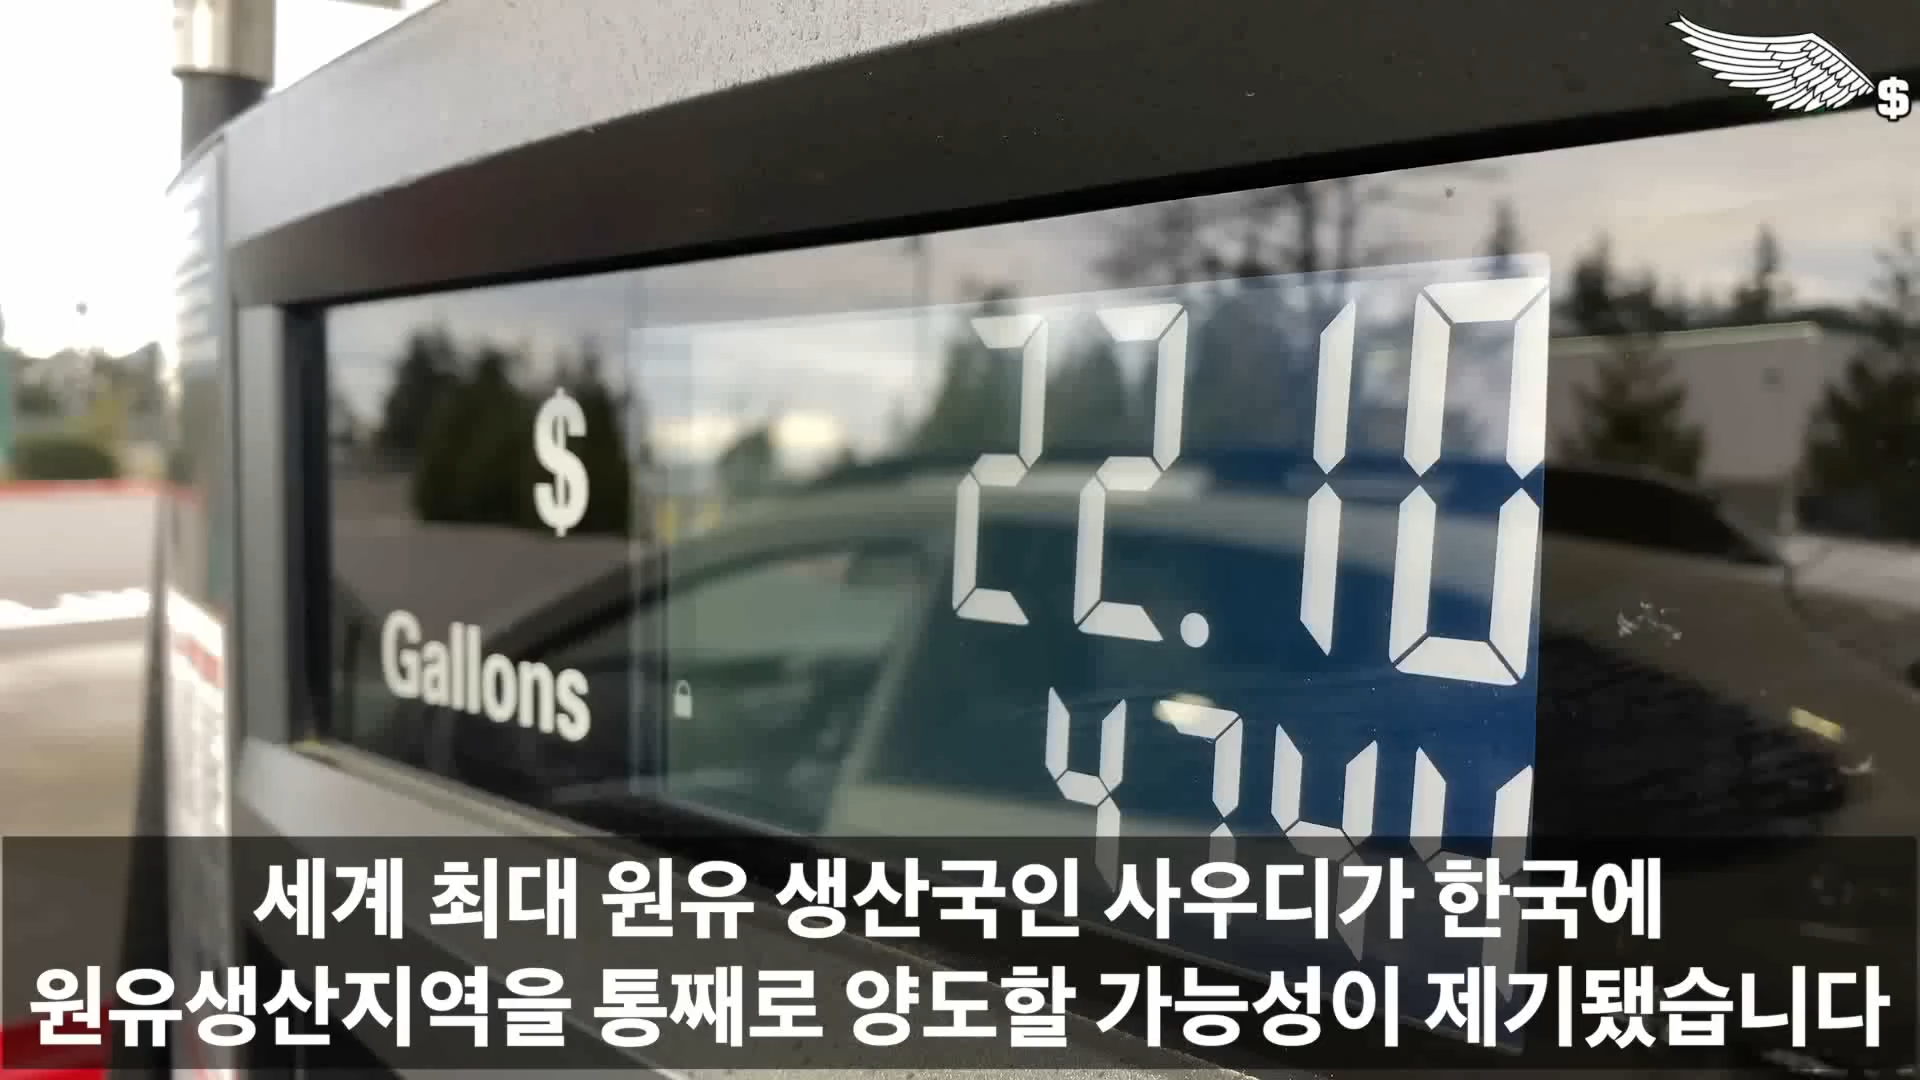 $
$ 22.10
Gallons 4744
세계 최대 원유 생산국인 사우디가 한국에
원유생산지역을 통째로 양도할 가능성이 제기됐습니다